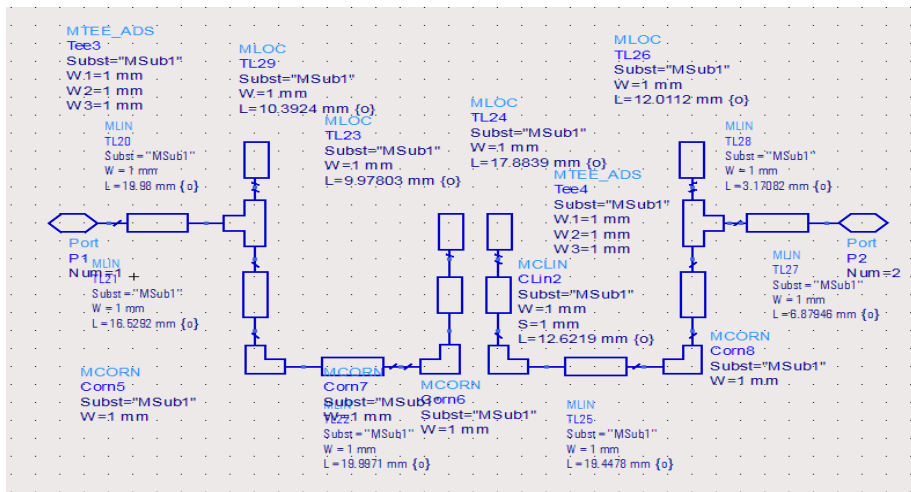 MTEE_ADS
Tee3
Subst="MSub1"
W1=1 mm
W2=1 mm
W3=1 mm
MLOC
TL29
Subst="MSub1"
W=1 mm
L=10.3924 mm {o}
MLOC
TL26
Subst="MSub1"
W=1 mm
L=12.0112 mm {o}
MLIN
TL20
Subst="MSub1"
W=1 mm
L=19.98 mm {o}
MLOC
TL23
Subst="MSub1"
W=1 mm
L=9.97803 mm {o}
MLOC
TL24
Subst="MSub1"
W=1 mm
L=17.8839 mm {o}
MLIN
TL28
Subst="MSub1"
W=1 mm
L=3.17082 mm {o}
MTEE_ADS
Tee4
Subst="MSub1"
W1=1 mm
W2=1 mm
W3=1 mm
Port
P1
Num=1
MLIN
TL21
Subst="MSub1"
W=1 mm
L=16.5292 mm {o}
MCLIN
CLin2
Subst="MSub1"
W=1 mm
S=1 mm
L=12.6219 mm {o}
Port
P2
Num=2
MLIN
TL27
Subst="MSub1"
W=1 mm
L=6.87946 mm {o}
MCORN
Corn5
Subst="MSub1"
W=1 mm
MCORN
Corn7
Subst="MSub1"
W=1 mm
MCORN
Corn6
Subst="MSub1"
W=1 mm
MCORN
Corn8
Subst="MSub1"
W=1 mm
MLIN
TL22
Subst="MSub1"
W=1 mm
L=19.9971 mm {o}
MLIN
TL25
Subst="MSub1"
W=1 mm
L=19.4478 mm {o}